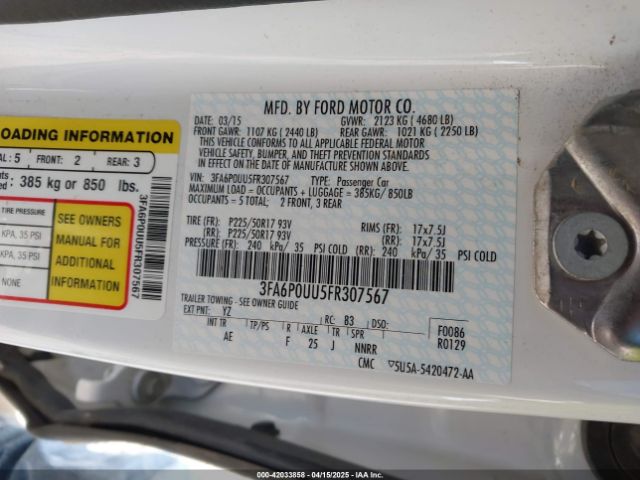 MFD. BY FORD MOTOR CO.
DATE: 03/15 GVWR: 2123 KG ( 4680 LB)
FRONT GAWR: 1107 KG ( 2440 LB) REAR GAWR: 1021 KG ( 2250 LB)
THIS VEHICLE CONFORMS TO ALL APPLICABLE FEDERAL MOTOR
VEHICLE SAFETY, BUMPER, AND THEFT PREVENTION STANDARDS
IN EFFECT ON THE DATE OF MANUFACTURE SHOWN ABOVE.
VIN: 3FA6P0UU5FR307567 TYPE: Passenger Car
MAXIMUM LOAD = OCCUPANTS + LUGGAGE = 385KG/ 850LB
OCCUPANTS = 5 TOTAL; 2 FRONT, 3 REAR
TIRE (FR): P225/50R17 93V RIMS (FR): 17x7.5J
(RR): P225/50R17 93V (RR): 17x7.5J
PRESSURE (FR): 240 kPa/ 35 PSI COLD (RR): 240 kPa/ 35 PSI COLD
3FA6P0UU5FR307567
TRAILER TOWING - SEE OWNER GUIDE
EXT PNT: YZ RC: B3 DSO: F0086
INT TR TP/PS R AXLE TR SPR R0129
AE F 25 J NNRR
CMC 5U5A-5420472-AA
OADING INFORMATION
L: 5 FRONT: 2 REAR: 3
nts
ed: 385 kg or 850 lbs.
TIRE PRESSURE
KPA, 35 PSI
KPA, 35 PSI
NONE
SEE OWNERS
MANUAL FOR
ADDITIONAL
INFORMATION
3FA6P0UU5FR307567
000-42033858 - 04/15/2025 - IAAI.COM